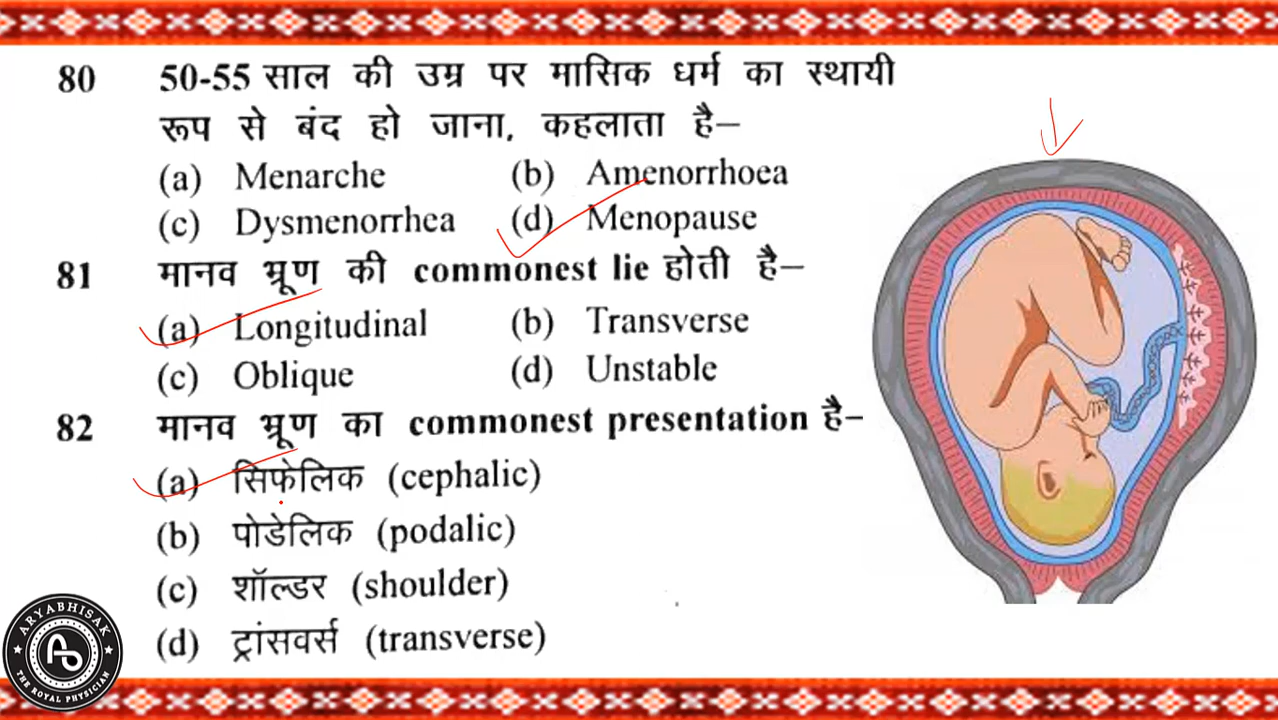 80 50-55 साल की उम्र पर मासिक धर्म का स्थायी
रूप से बंद हो जाना, कहलाता है–
(a) Menarche (b) Amenorrhoea
(c) Dysmenorrhea (d) Menopause
81 मानव भ्रूण की commonest lie होती है–
(a) Longitudinal (b) Transverse
(c) Oblique (d) Unstable
82 मानव भ्रूण का commonest presentation है–
(a) सिफेलिक (cephalic)
(b) पोडेलिक (podalic)
(c) शॉल्डर (shoulder)
(d) ट्रांसवर्स (transverse)
ARYABHISAK
THE ROYAL PHYSICIAN